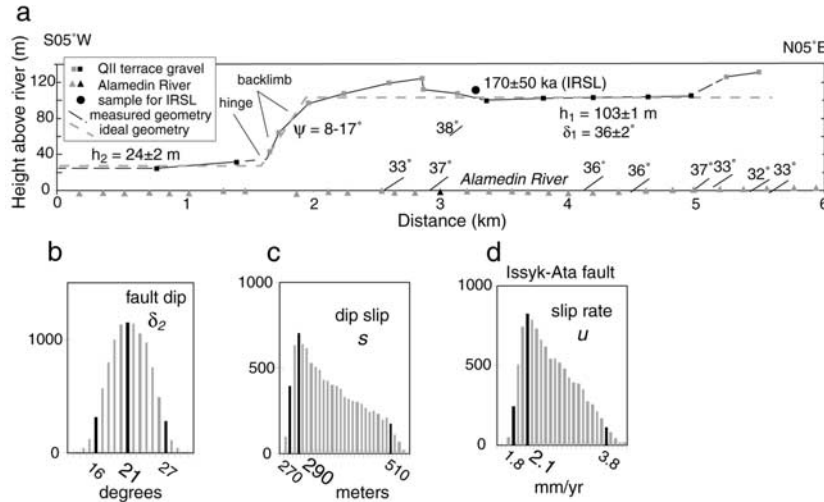 a
S05°W
N05°E
Height above river (m)
120
80
40
0
QII terrace gravel
Alamedin River
sample for IRSL
measured geometry
ideal geometry
backlimb
hinge
170±50 ka (IRSL)
h1 = 103±1 m
δ1 = 36±2°
ψ = 8-17°
38°
h2 = 24±2 m
33°
37°
Alamedin River
36°
36°
37°
33°
32°
33°
0
1
2
3
4
5
6
Distance (km)
b
fault dip
δ2
1000
0
16
21
27
degrees
c
dip slip
s
1000
500
0
270
290
510
meters
d
Issyk-Ata fault
slip rate
u
1000
500
0
1.8
2.1
3.8
mm/yr